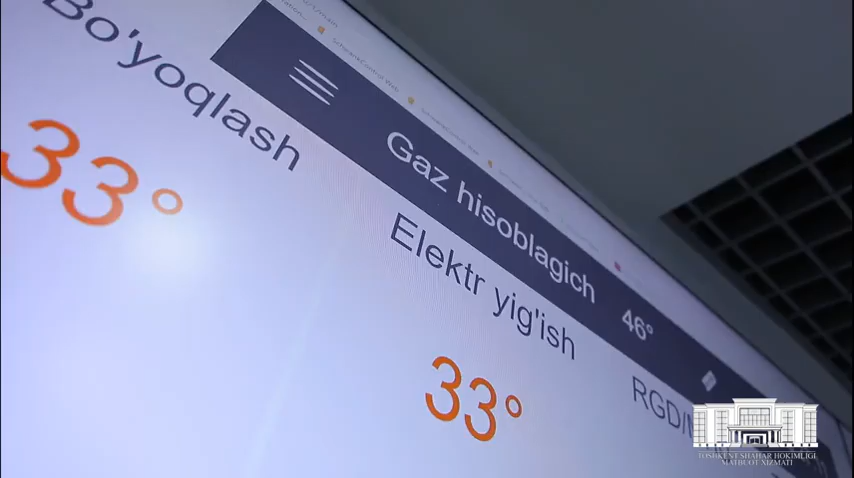 Gaz hisoblagich 46°
Bo'yoqlash
33°
Elektr yig'ish
33°
TOSHKENT SHAHAR HOKIMLIGI
MATBUOT XIZMATI